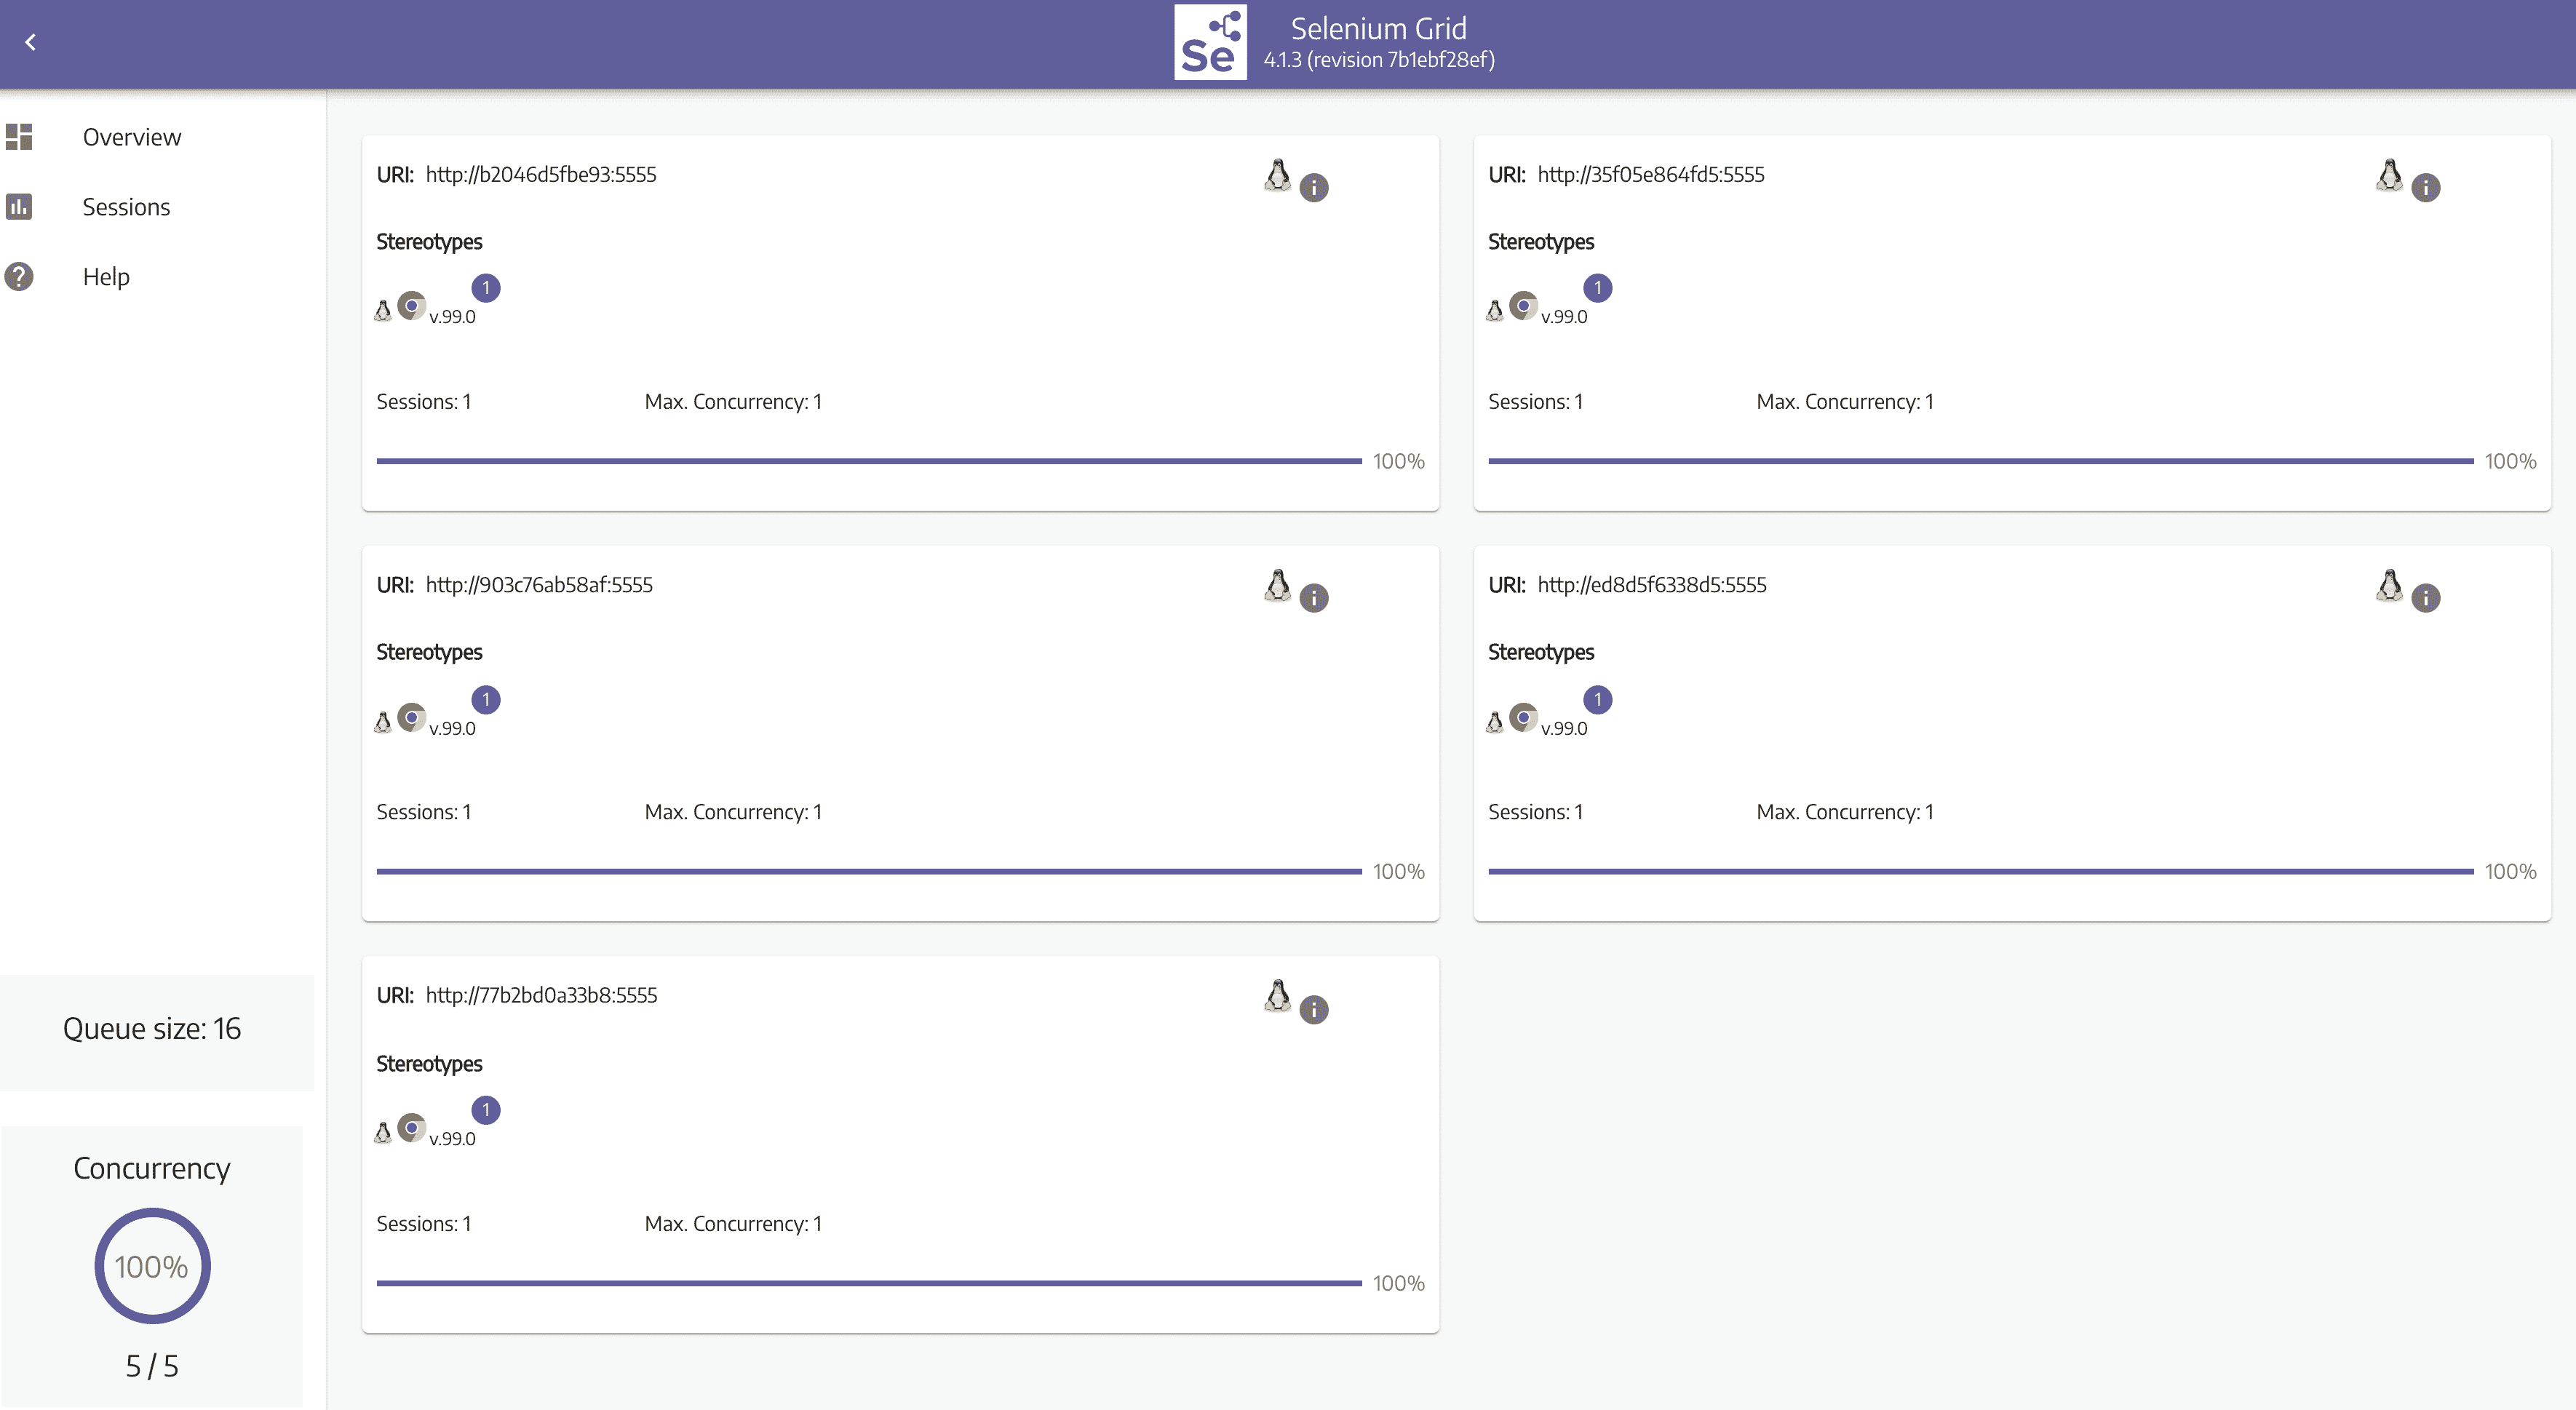 Se
Selenium Grid
4.1.3 (revision 7b1ebf28ef)
Overview
Sessions
Help
Queue size: 16
Concurrency
100%
5 / 5
URI: http://b2046d5fbe93:5555
Stereotypes
v.99.0 1
Sessions: 1 Max. Concurrency: 1
100%
URI: http://35f05e864fd5:5555
Stereotypes
v.99.0 1
Sessions: 1 Max. Concurrency: 1
100%
URI: http://903c76ab58af:5555
Stereotypes
v.99.0 1
Sessions: 1 Max. Concurrency: 1
100%
URI: http://ed8d5f6338d5:5555
Stereotypes
v.99.0 1
Sessions: 1 Max. Concurrency: 1
100%
URI: http://77b2bd0a33b8:5555
Stereotypes
v.99.0 1
Sessions: 1 Max. Concurrency: 1
100%